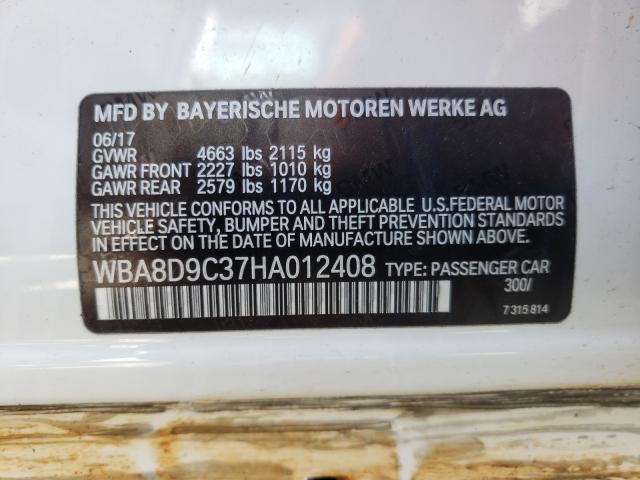 MFD BY BAYERISCHE MOTOREN WERKE AG
06/17
GVWR 4663 lbs 2115 kg
GAWR FRONT 2227 lbs 1010 kg
GAWR REAR 2579 lbs 1170 kg
THIS VEHICLE CONFORMS TO ALL APPLICABLE U.S.FEDERAL MOTOR
VEHICLE SAFETY, BUMPER AND THEFT PREVENTION STANDARDS
IN EFFECT ON THE DATE OF MANUFACTURE SHOWN ABOVE.
WBA8D9C37HA012408 TYPE: PASSENGER CAR
300/
7 315 814